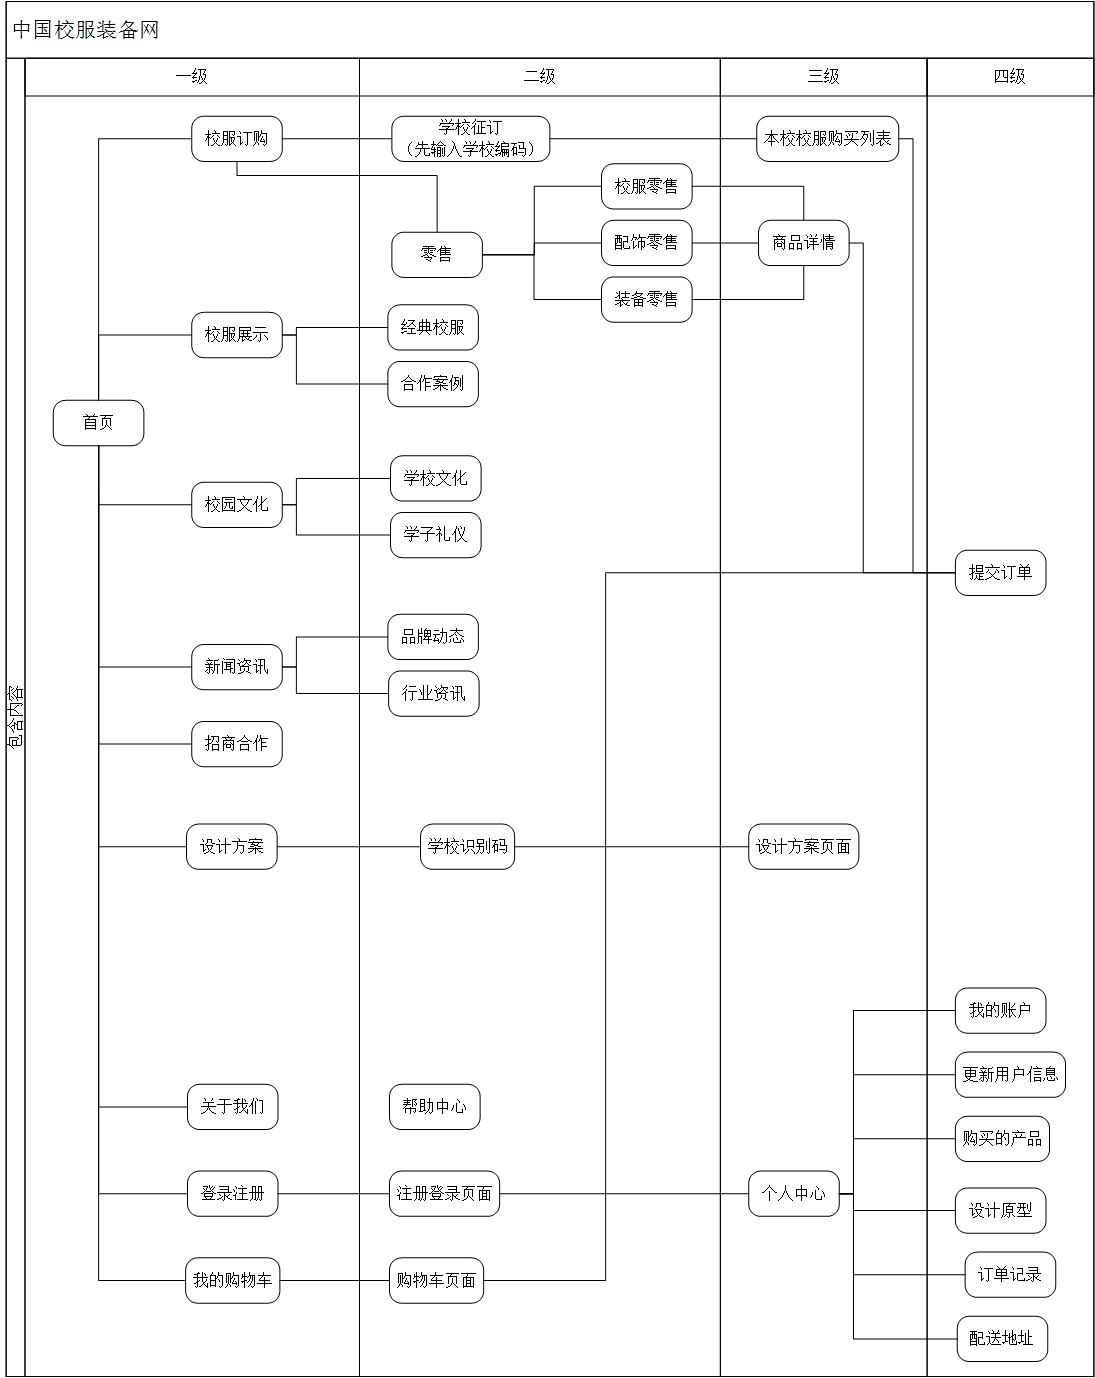 中国校服装备网
一级
二级
三级
四级
包含内容
校服订购
学校征订
（先输入学校编码）
本校校服购买列表
校服零售
零售
配饰零售
商品详情
装备零售
校服展示
经典校服
合作案例
首页
校园文化
学校文化
学子礼仪
提交订单
新闻资讯
品牌动态
行业资讯
招商合作
设计方案
学校识别码
设计方案页面
我的账户
更新用户信息
关于我们
帮助中心
购买的产品
登录注册
注册登录页面
个人中心
设计原型
我的购物车
购物车页面
订单记录
配送地址